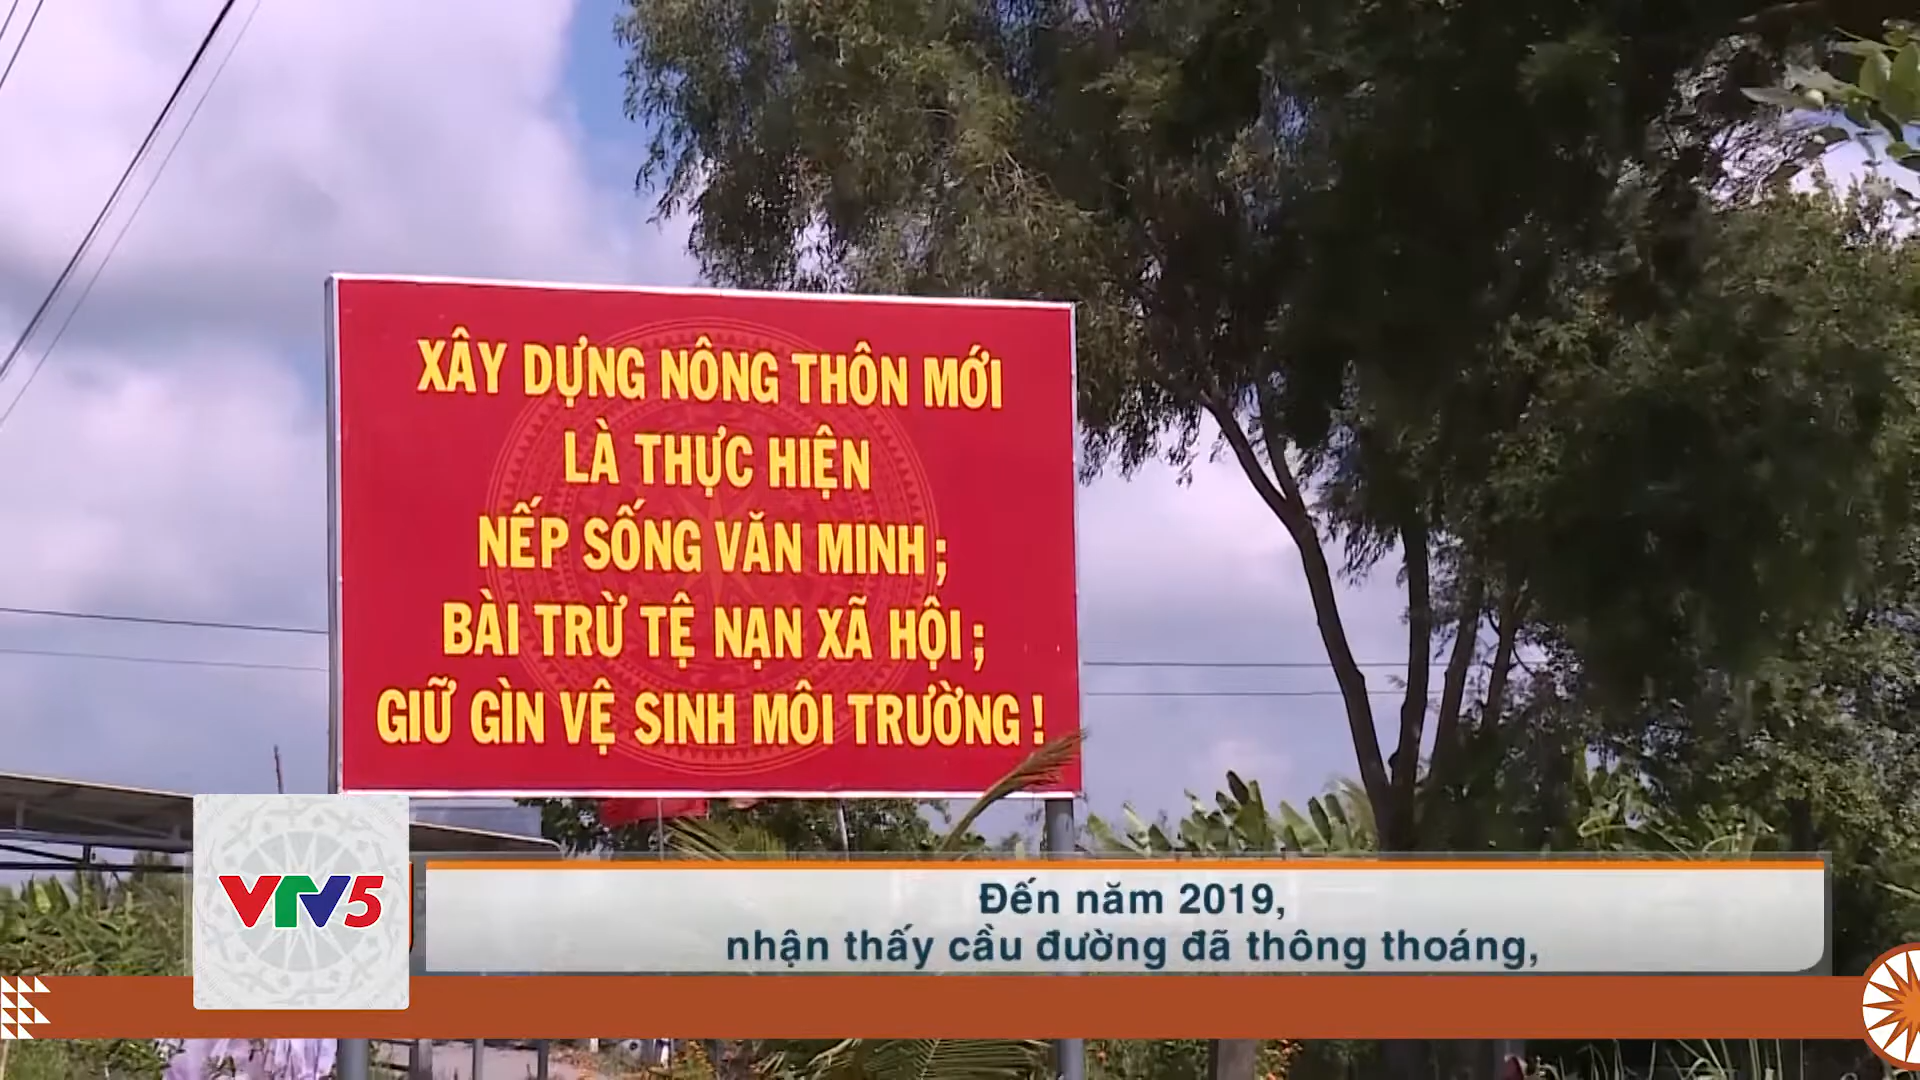 XÂY DỰNG NÔNG THÔN MỚI
LÀ THỰC HIỆN
NẾP SỐNG VĂN MINH;
BÀI TRỪ TỆ NẠN XÃ HỘI;
GIỮ GÌN VỆ SINH MÔI TRƯỜNG!
VTV5
Đến năm 2019,
nhận thấy cầu đường đã thông thoáng,